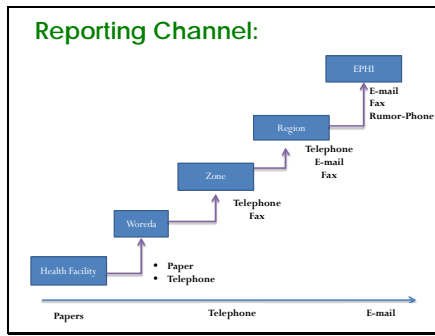 Reporting Channel:
EPHI
E-mail
Fax
Rumor-Phone
Region
Telephone
E-mail
Fax
Zone
Telephone
Fax
Woreda
• Paper
• Telephone
Health Facility
Papers Telephone E-mail